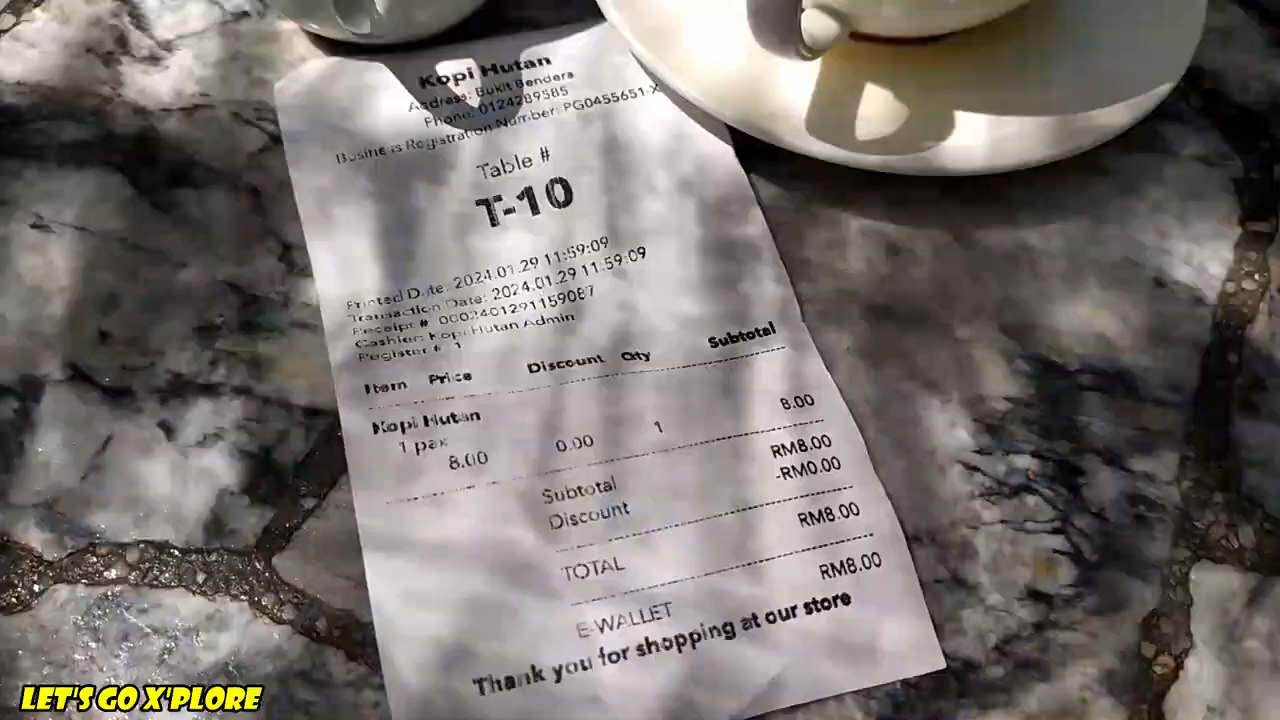 Kopi Hutan
Address: Bukit Bendera
Phone: 0124289585
Business Registration Number: PG0455651-X
Table #
T-10
Printed Date: 2024.01.29 11:59:09
Transaction Date: 2024.01.29 11:59:09
Receipt #: 0002401291159087
Cashier: Kopi Hutan Admin
Register #: 1
Item Price Discount Qty Subtotal
Kopi Hutan
1 pax
8.00 0.00 1 8.00
Subtotal RM8.00
Discount -RM0.00
TOTAL RM8.00
E-WALLET RM8.00
Thank you for shopping at our store
LET'S GO X'PLORE